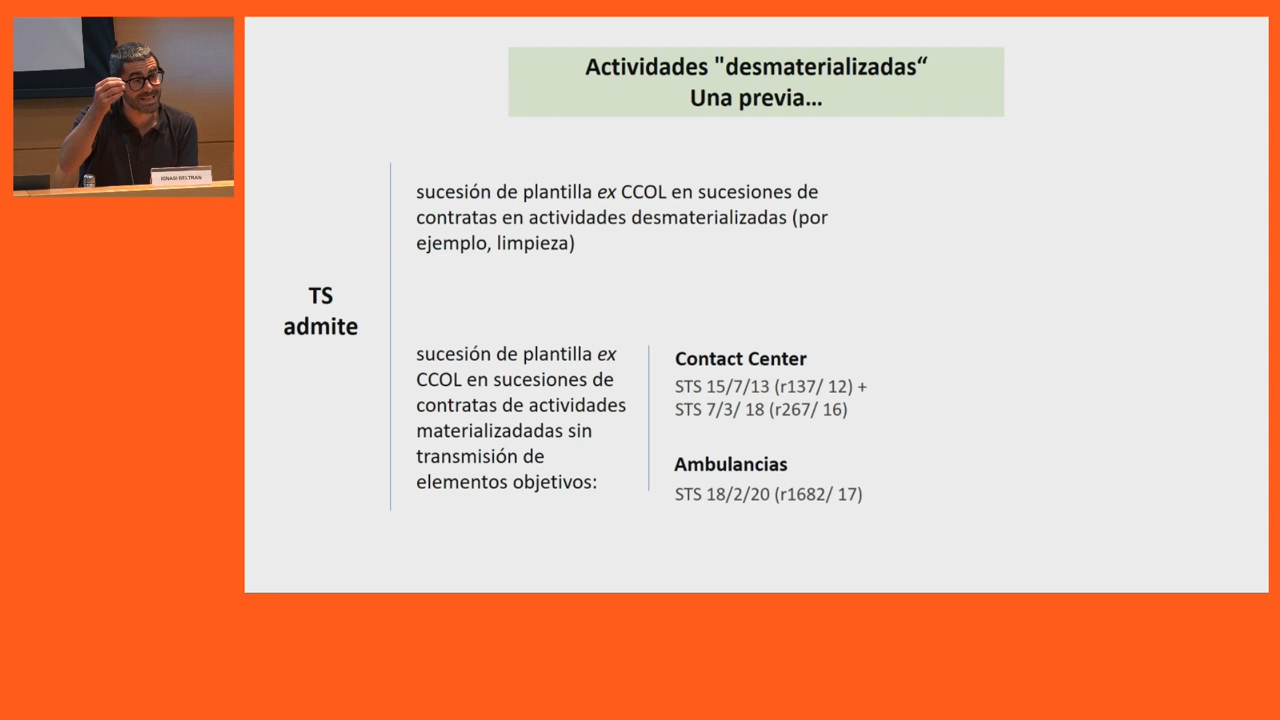 IGNASI BELTRAN
Actividades "desmaterializadas“
Una previa...
TS
admite
sucesión de plantilla ex CCOL en sucesiones de
contratas en actividades desmaterializadas (por
ejemplo, limpieza)
sucesión de plantilla ex
CCOL en sucesiones de
contratas de actividades
materializadadas sin
transmisión de
elementos objetivos:
Contact Center
STS 15/7/13 (r137/ 12) +
STS 7/3/ 18 (r267/ 16)
Ambulancias
STS 18/2/20 (r1682/ 17)